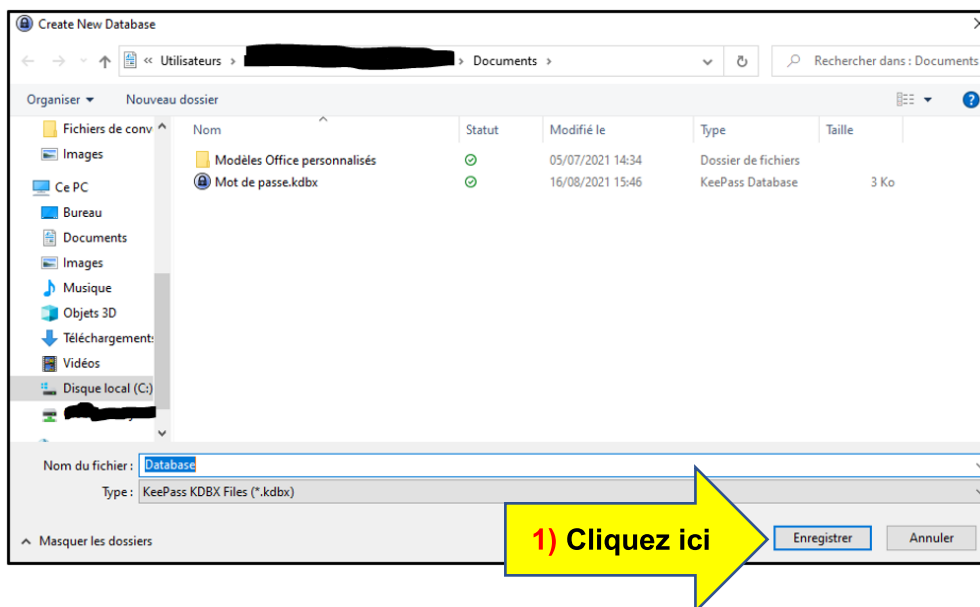 Create New Database
« Utilisateurs > > Documents >
Rechercher dans : Documents
Organiser Nouveau dossier
Nom Statut Modifié le Type Taille
Fichiers de conv
Images
Ce PC
Bureau
Documents
Images
Musique
Objets 3D
Téléchargement
Vidéos
Disque local (C:)
Modèles Office personnalisés 05/07/2021 14:34 Dossier de fichiers
Mot de passe.kdbx 16/08/2021 15:46 KeePass Database 3 Ko
Nom du fichier : Database
Type : KeePass KDBX Files (*.kdbx)
Masquer les dossiers
1) Cliquez ici
Enregistrer
Annuler